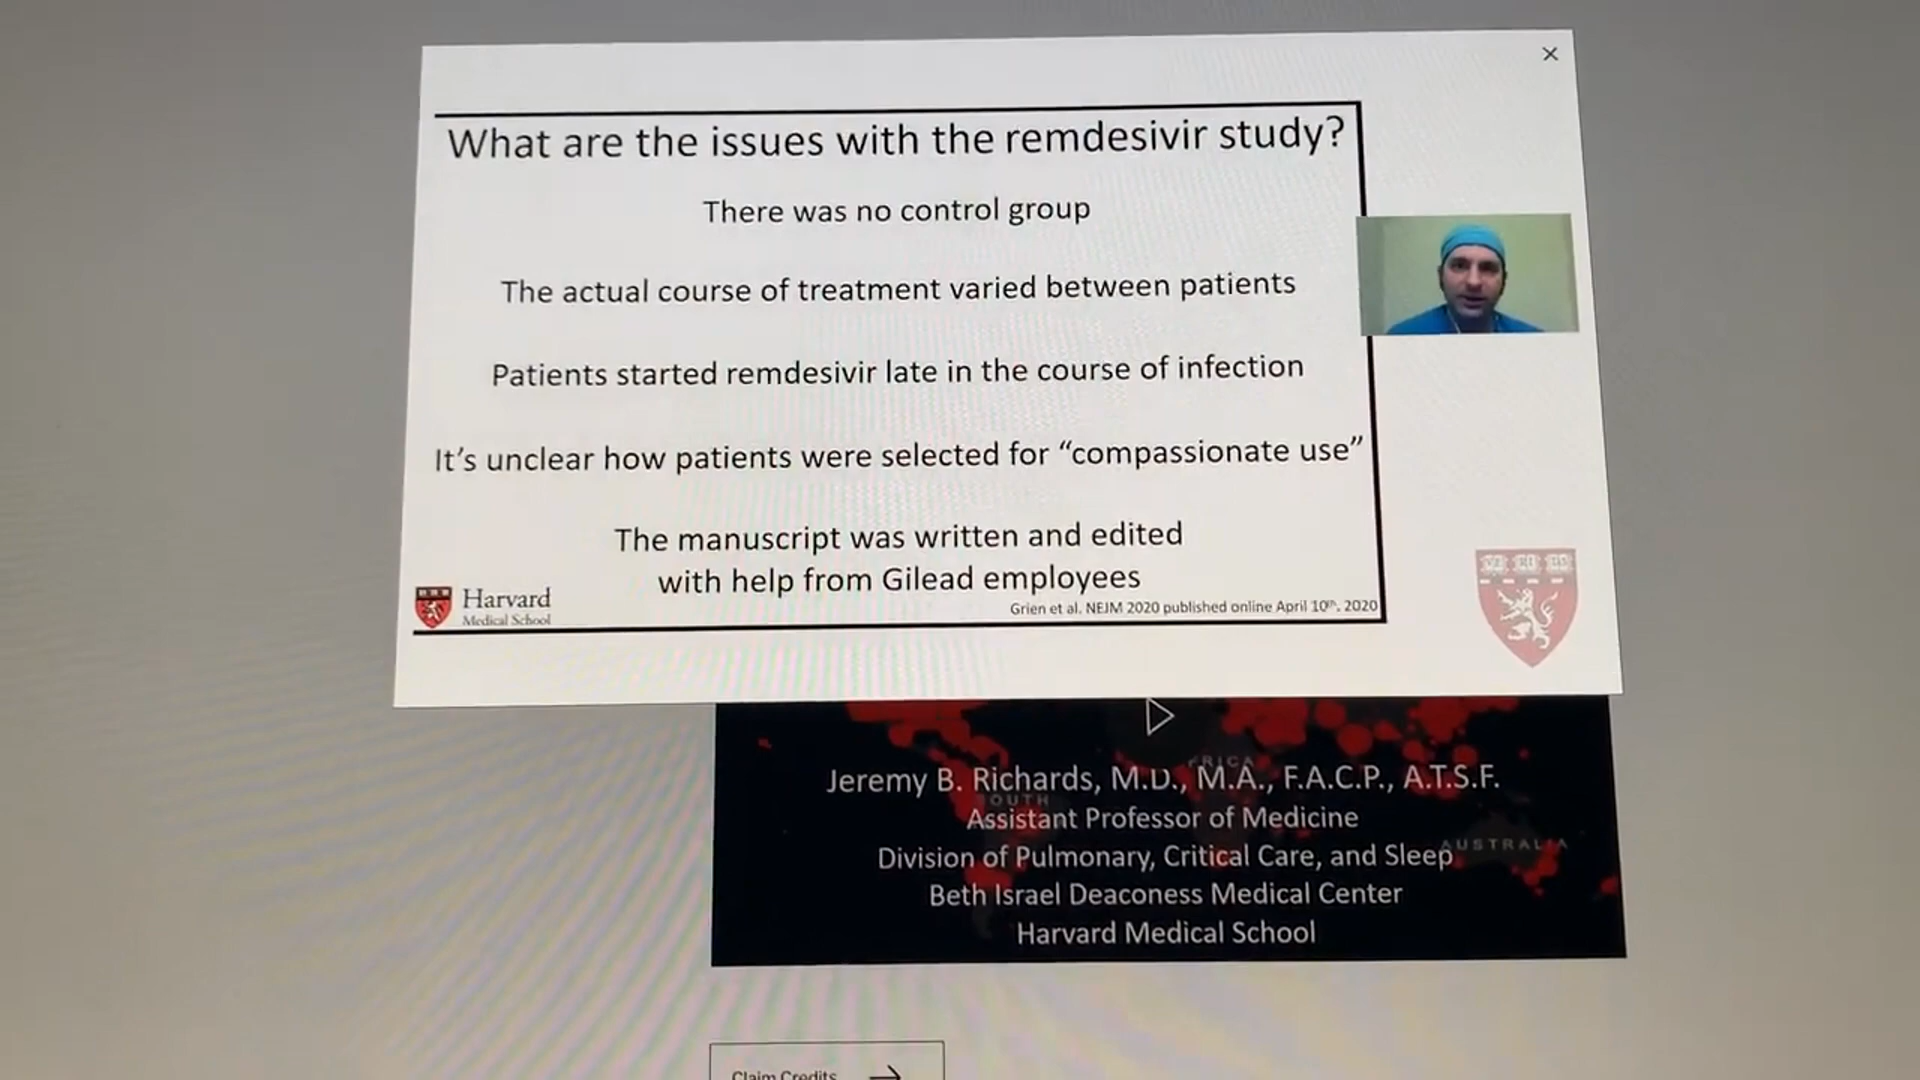 What are the issues with the remdesivir study?
There was no control group
The actual course of treatment varied between patients
Patients started remdesivir late in the course of infection
It's unclear how patients were selected for “compassionate use”
The manuscript was written and edited
with help from Gilead employees
Harvard
Medical School
Grien et al. NEJM 2020 published online April 10th, 2020
Jeremy B. Richards, M.D., M.A., F.A.C.P., A.T.S.F.
Assistant Professor of Medicine
Division of Pulmonary, Critical Care, and Sleep
AUSTRALIA
Beth Israel Deaconess Medical Center
Harvard Medical School
Claim Credits